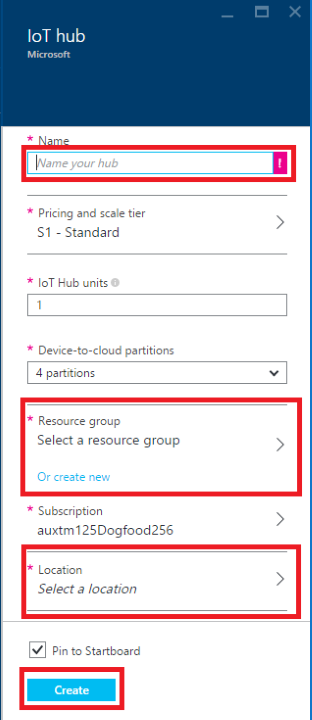 IoT hub
Microsoft
* Name
Name your hub
!
* Pricing and scale tier
S1 - Standard
* IoT Hub units
1
* Device-to-cloud partitions
4 partitions
* Resource group
Select a resource group
Or create new
* Subscription
auxtm125Dogfood256
* Location
Select a location
Pin to Startboard
Create